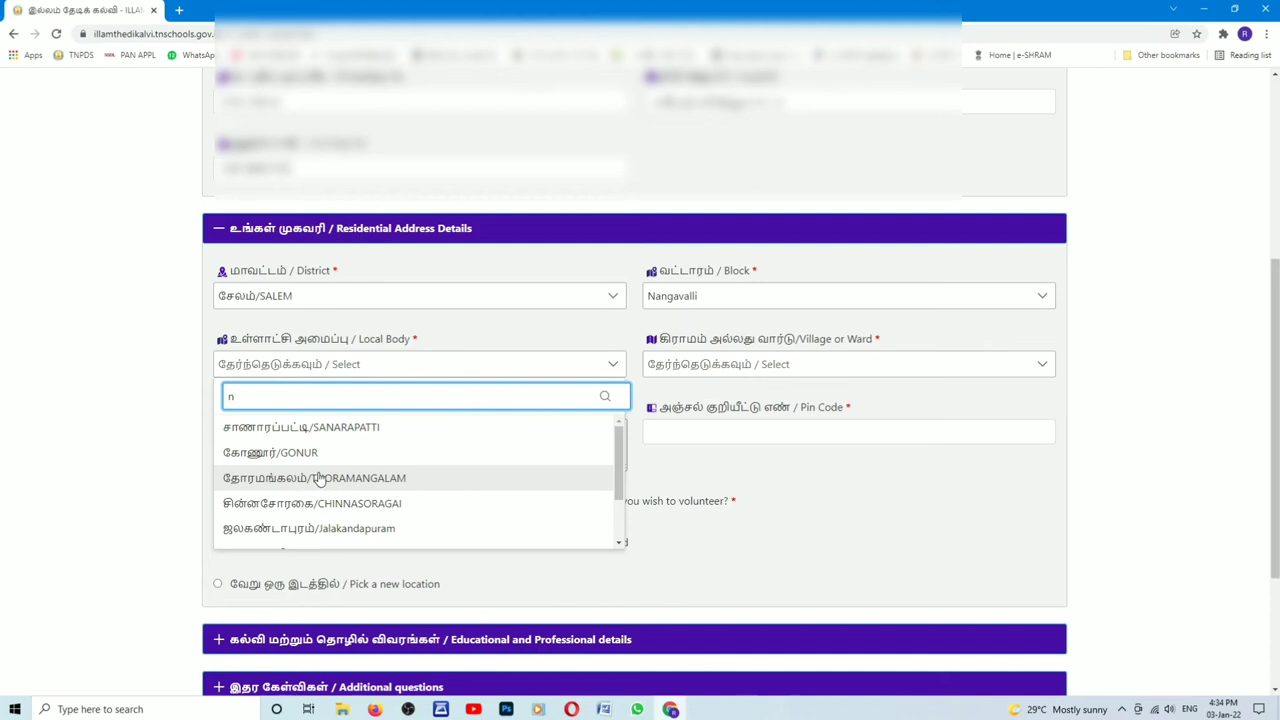 இல்லம் தேடிக் கல்வி - ILLAM
illamthedikalvi.tnschools.gov.
Apps TNPDS PAN APPL WhatsAp Home | e-SHRAM Other bookmarks Reading list
உங்கள் முகவரி / Residential Address Details
மாவட்டம் / District * வட்டாரம் / Block *
சேலம்/SALEM Nangavalli
உள்ளாட்சி அமைப்பு / Local Body * கிராமம் அல்லது வார்டு/Village or Ward *
தேர்ந்தெடுக்கவும் / Select தேர்ந்தெடுக்கவும் / Select
n
அஞ்சல் குறியீட்டு எண் / Pin Code *
சாணாரப்பட்டி/SANARAPATTI
கோணூர்/GONUR
தோரமங்கலம்/THORAMANGALAM
சின்னசோரகை/CHINNASORAGAI
you wish to volunteer? *
ஜலகண்டாபுரம்/Jalakandapuram
வேறு ஒரு இடத்தில் / Pick a new location
கல்வி மற்றும் தொழில் விவரங்கள் / Educational and Professional details
இதர கேள்விகள் / Additional questions
Type here to search 29°C Mostly sunny ENG 4:34 PM
03-Jan-22